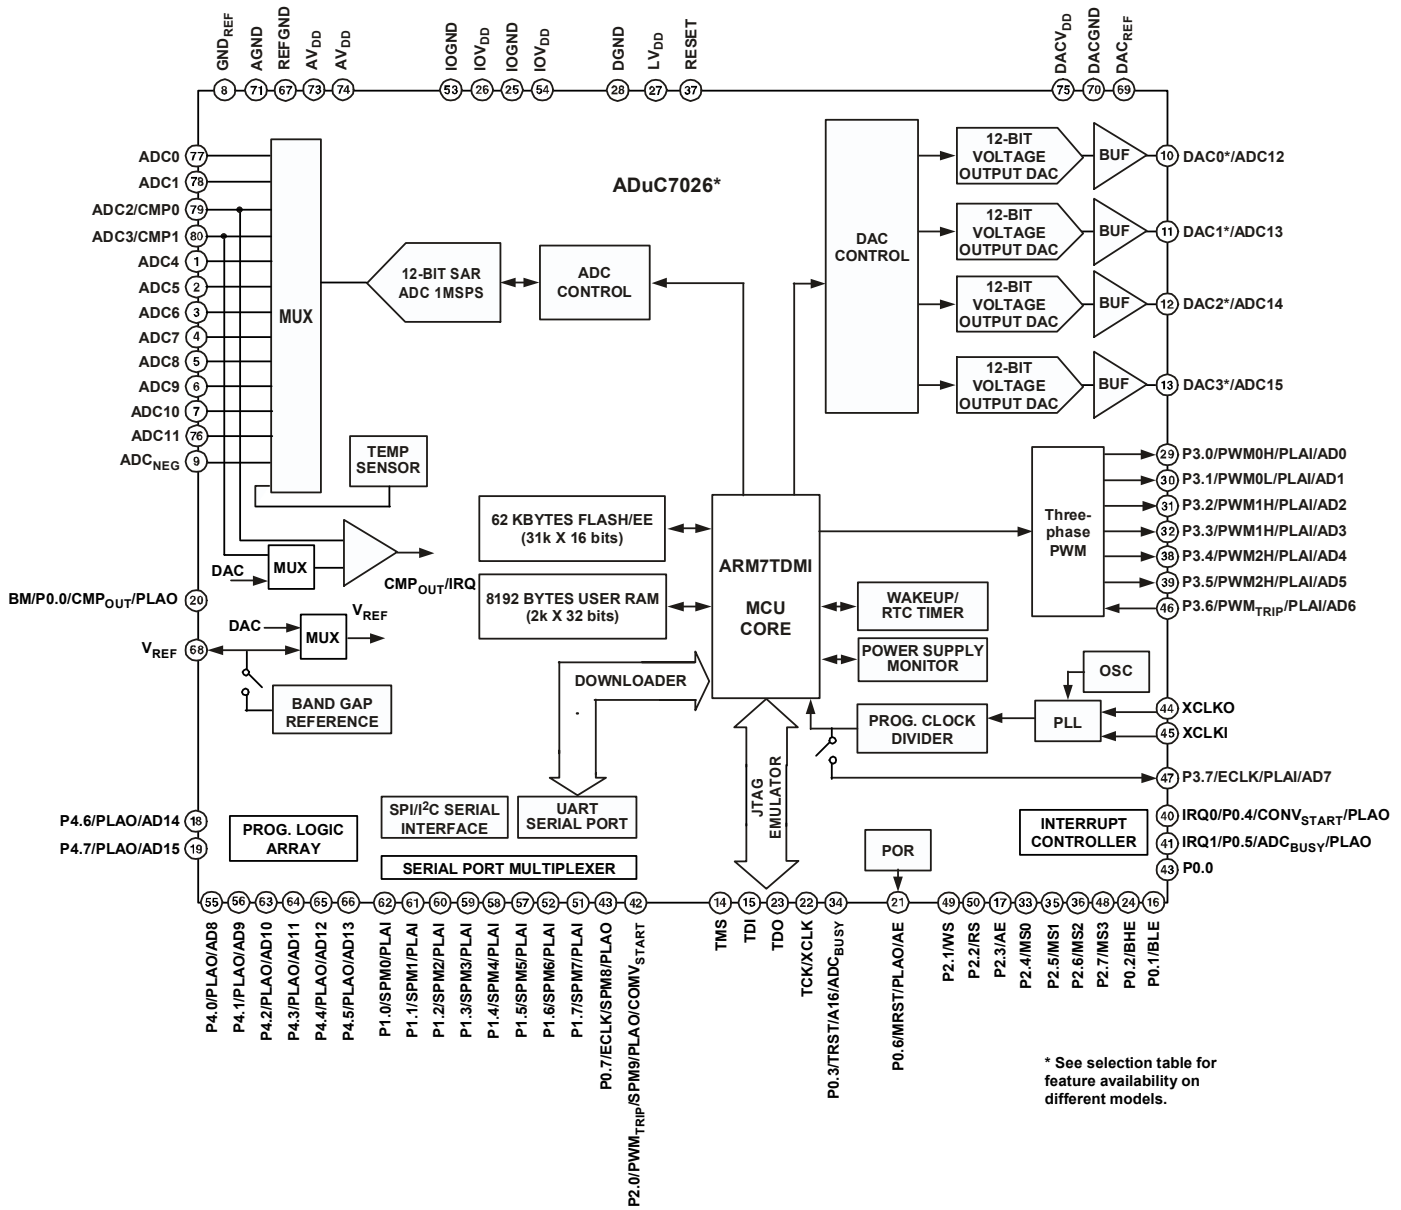 GNDREF
AGND
REFGND
AVDD
AVDD
IOGND
IOVDD
IOGND
IOVDD
DGND
LVDD
RESET
DACVDD
DACGND
DACREF
8 71 67 73 74 53 26 25 54 28 27 37 75 70 69
ADuC7026*
ADC0 77
ADC1 78
ADC2/CMP0 79
ADC3/CMP1 80
ADC4 1
ADC5 2
ADC6 3
ADC7 4
ADC8 5
ADC9 6
ADC10 7
ADC11 76
ADCNEG 9
MUX
12-BIT SAR
ADC 1MSPS
ADC
CONTROL
TEMP
SENSOR
DAC
CONTROL
12-BIT
VOLTAGE
OUTPUT DAC
BUF
10 DAC0*/ADC12
12-BIT
VOLTAGE
OUTPUT DAC
BUF
11 DAC1*/ADC13
12-BIT
VOLTAGE
OUTPUT DAC
BUF
12 DAC2*/ADC14
12-BIT
VOLTAGE
OUTPUT DAC
BUF
13 DAC3*/ADC15
62 KBYTES FLASH/EE
(31k X 16 bits)
8192 BYTES USER RAM
(2k X 32 bits)
ARM7TDMI
MCU
CORE
Three-
phase
PWM
29 P3.0/PWM0H/PLAI/AD0
30 P3.1/PWM0L/PLAI/AD1
31 P3.2/PWM1H/PLAI/AD2
32 P3.3/PWM1H/PLAI/AD3
38 P3.4/PWM2H/PLAI/AD4
39 P3.5/PWM2H/PLAI/AD5
46 P3.6/PWMTRIP/PLAI/AD6
DAC
MUX
CMPOUT/IRQ
BM/P0.0/CMPOUT/PLAO 20
DAC
MUX
VREF
VREF 68
BAND GAP
REFERENCE
WAKEUP/
RTC TIMER
POWER SUPPLY
MONITOR
DOWNLOADER
PROG. CLOCK
DIVIDER
PLL
OSC
44 XCLKO
45 XCLKI
47 P3.7/ECLK/PLAI/AD7
JTAG
EMULATOR
P4.6/PLAO/AD14 18
P4.7/PLAO/AD15 19
PROG. LOGIC
ARRAY
SPI/I2C SERIAL
INTERFACE
UART
SERIAL PORT
SERIAL PORT MULTIPLEXER
POR
INTERRUPT
CONTROLLER
40 IRQ0/P0.4/CONVSTART/PLAO
41 IRQ1/P0.5/ADCBUSY/PLAO
43 P0.0
55 56 63 64 65 66 62 61 60 59 58 57 52 51 43 42 14 15 23 22 34 21 49 50 17 33 35 36 48 24 16
P4.0/PLAO/AD8
P4.1/PLAO/AD9
P4.2/PLAO/AD10
P4.3/PLAO/AD11
P4.4/PLAO/AD12
P4.5/PLAO/AD13
P1.0/SPM0/PLAI
P1.1/SPM1/PLAI
P1.2/SPM2/PLAI
P1.3/SPM3/PLAI
P1.4/SPM4/PLAI
P1.5/SPM5/PLAI
P1.6/SPM6/PLAI
P1.7/SPM7/PLAI
P0.7/ECLK/SPM8/PLAO
P2.0/PWMTRIP/SPM9/PLAO/COMVSTART
TMS
TDI
TDO
TCK/XCLK
P0.3/TRST/A16/ADCBUSY
P0.6/MRST/PLAO/AE
P2.1/WS
P2.2/RS
P2.3/AE
P2.4/MS0
P2.5/MS1
P2.6/MS2
P2.7/MS3
P0.2/BHE
P0.1/BLE
* See selection table for
feature availability on
different models.